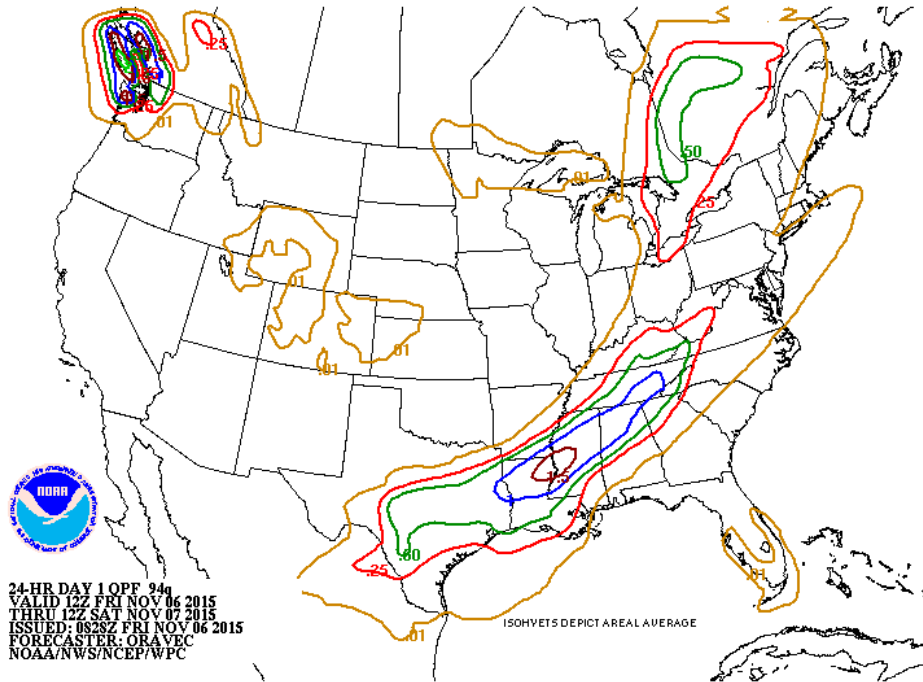 .25
.01
.01
.50
.25
.01
.01
.01
1.5
.50
.25
.01
.01
NOAA
24-HR DAY 1 QPF 94q
VALID 12Z FRI NOV 06 2015
THRU 12Z SAT NOV 07 2015
ISSUED: 0828Z FRI NOV 06 2015
FORECASTER: ORAVEC
NOAA/NWS/NCEP/WPC
ISOHYETS DEPICT AREAL AVERAGE